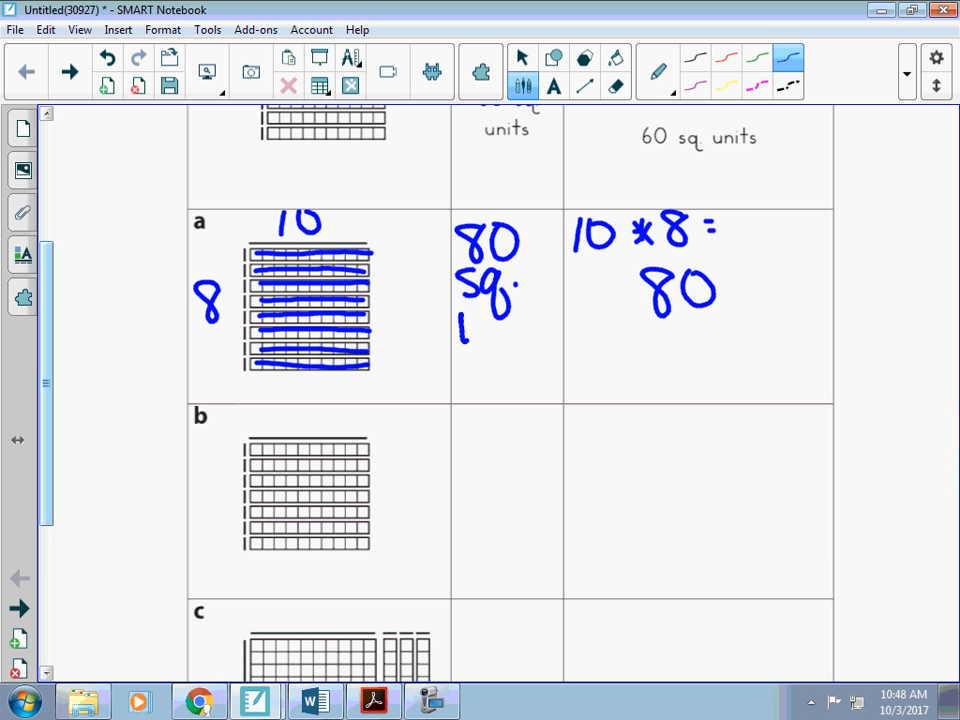 Untitled(30927) * - SMART Notebook
File Edit View Insert Format Tools Add-ons Account Help
units
60 sq. units
a
10
80
10 * 8 =
sq.
8
80
b
c
10:48 AM
10/3/2017